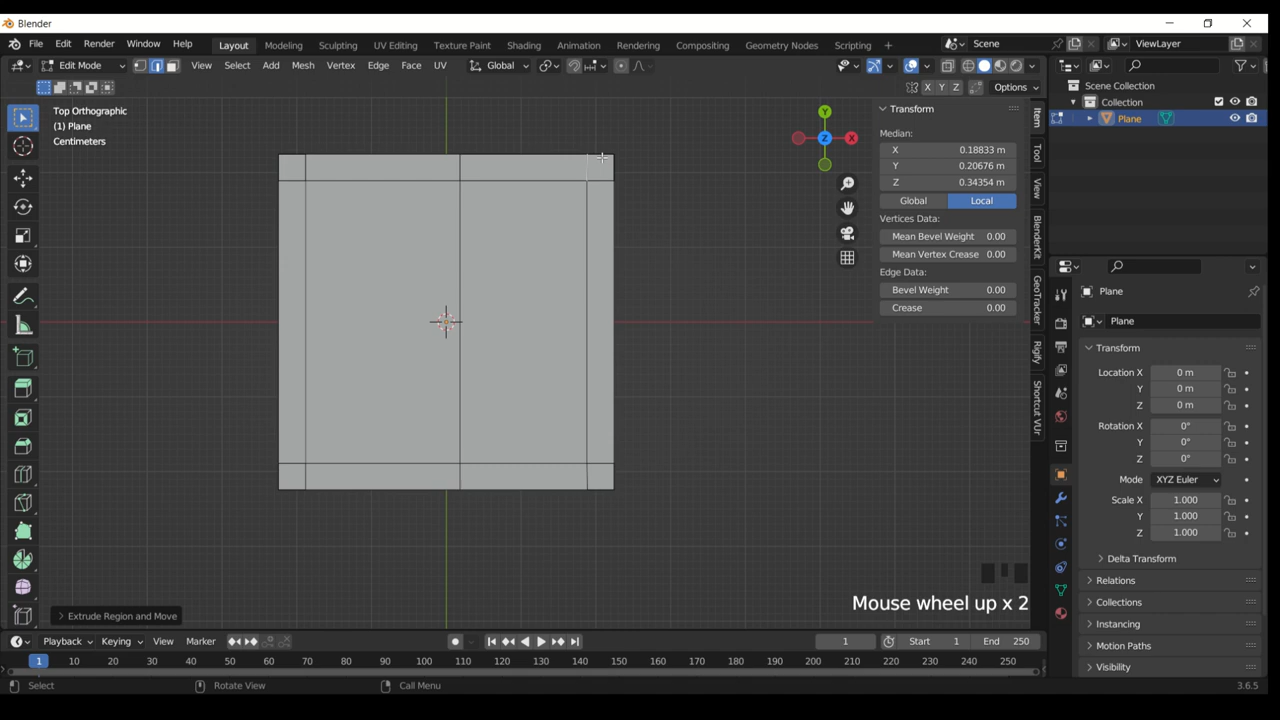 Blender
File Edit Render Window Help
Layout Modeling Sculpting UV Editing Texture Paint Shading Animation Rendering Compositing Geometry Nodes Scripting +
Scene
ViewLayer
Edit Mode
View Select Add Mesh Vertex Edge Face UV
Global
X Y Z Options
Top Orthographic
(1) Plane
Centimeters
Y
Z
X
Transform
Median:
X 0.18833 m
Y 0.20676 m
Z 0.34354 m
Global Local
Vertices Data:
Mean Bevel Weight 0.00
Mean Vertex Crease 0.00
Edge Data:
Bevel Weight 0.00
Crease 0.00
Item
Tool
View
BlenderKit
GeoTracker
Rigify
Shortcut VUr
Scene Collection
Collection
Plane
Plane
Plane
Transform
Location X 0 m
Y 0 m
Z 0 m
Rotation X 0°
Y 0°
Z 0°
Mode XYZ Euler
Scale X 1.000
Y 1.000
Z 1.000
Delta Transform
Relations
Collections
Instancing
Motion Paths
Visibility
Mouse wheel up x 2
Extrude Region and Move
Playback Keying View Marker
1 Start 1 End 250
1 10 20 30 40 50 60 70 80 90 100 110 120 130 140 150 160 170 180 190 200 210 220 230 240 250
Select Rotate View Call Menu 3.6.5